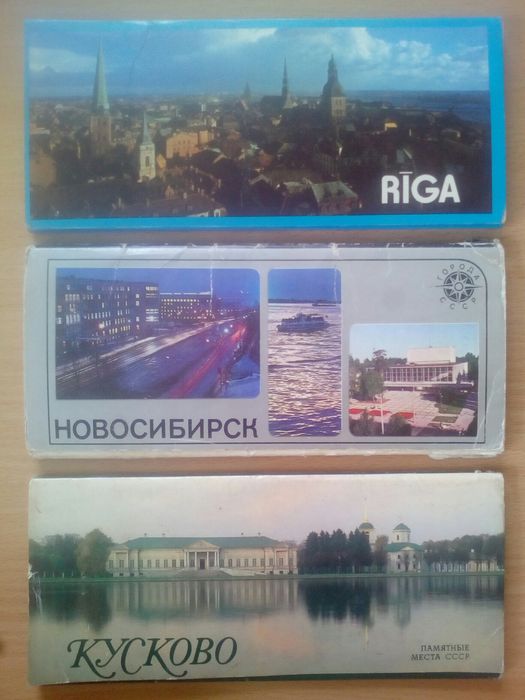 RĪGA
ГОРОДА
СССР
НОВОСИБИРСК
КУСКОВО
ПАМЯТНЫЕ
МЕСТА СССР